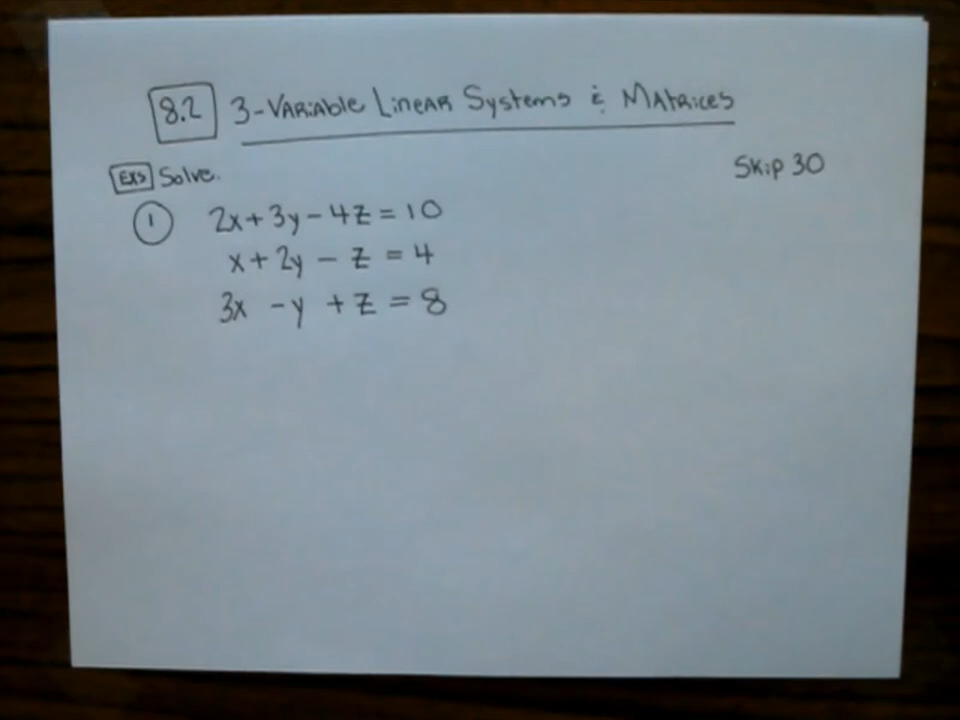 8.2 3-Variable Linear Systems & Matrices
Exs Solve. Skip 30
1 2x + 3y - 4z = 10
x + 2y - z = 4
3x - y + z = 8